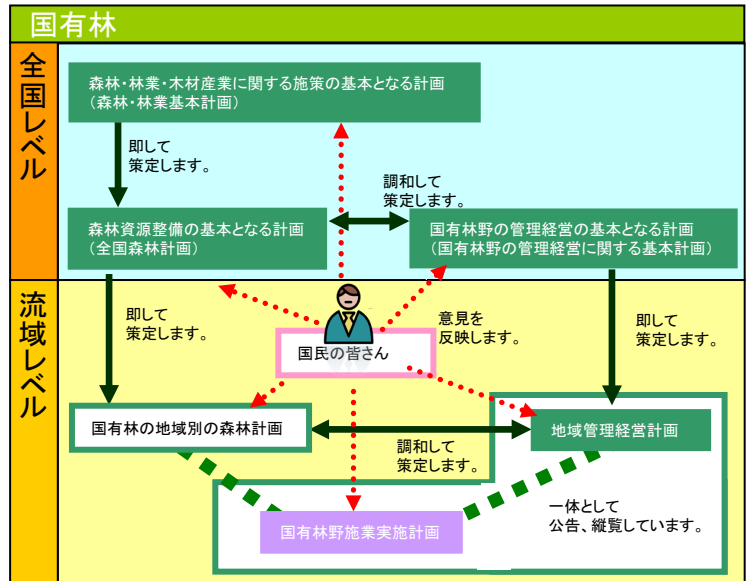 国有林
全国レベル
森林・林業・木材産業に関する施策の基本となる計画
（森林・林業基本計画）
即して
策定します。
調和して
策定します。
森林資源整備の基本となる計画
（全国森林計画）
国有林野の管理経営の基本となる計画
（国有林野の管理経営に関する基本計画）
流域レベル
即して
策定します。
意見を
反映します。
即して
策定します。
国民の皆さん
国有林の地域別の森林計画
調和して
策定します。
地域管理経営計画
一体として
公告、縦覧しています。
国有林野施業実施計画